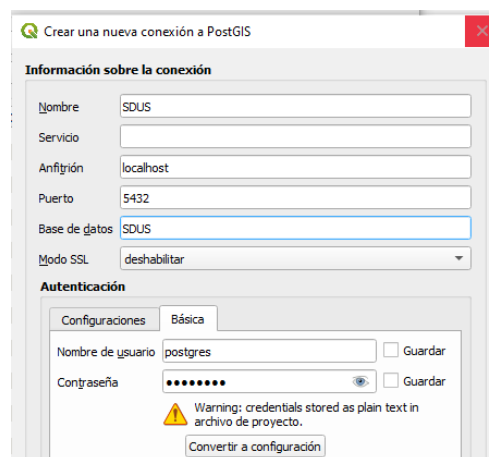 Crear una nueva conexión a PostGIS
Información sobre la conexión
Nombre SDUS
Servicio
Anfitrión localhost
Puerto 5432
Base de datos SDUS
Modo SSL deshabilitar
Autenticación
Configuraciones Básica
Nombre de usuario postgres Guardar
Contraseña ●●●●●●●● Guardar
Warning: credentials stored as plain text in
archivo de proyecto.
Convertir a configuración